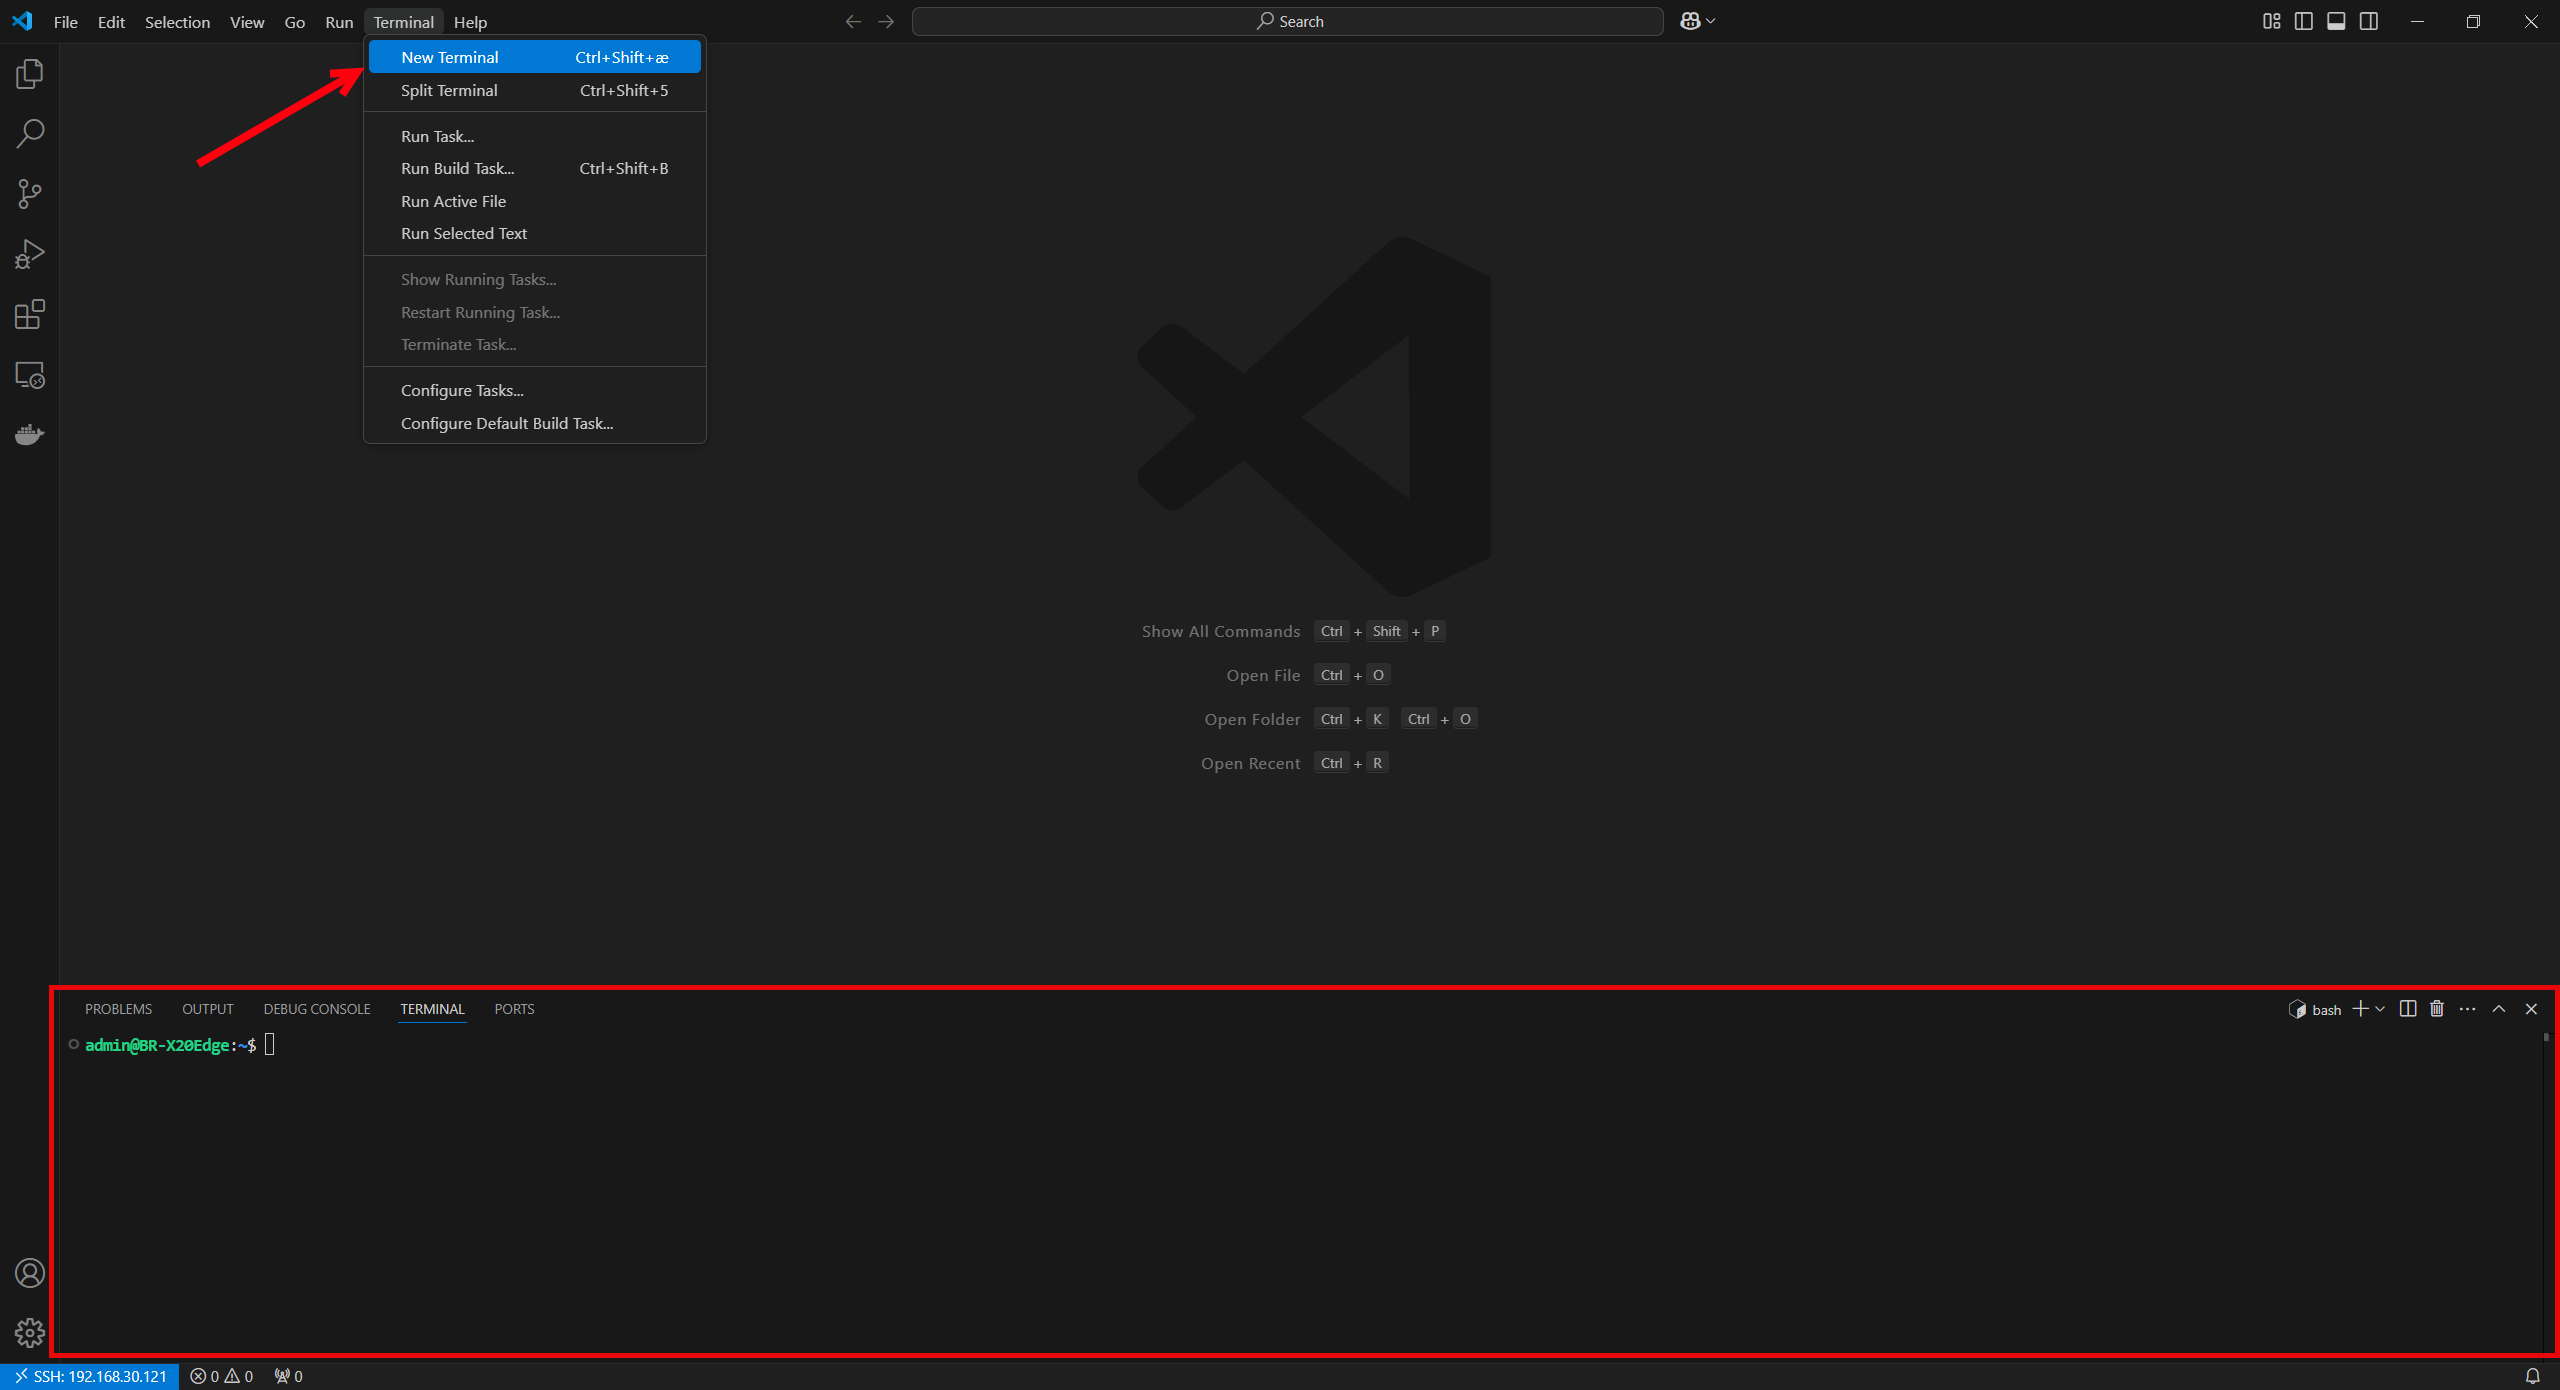 File Edit Selection View Go Run Terminal Help
Search
New Terminal Ctrl+Shift+æ
Split Terminal Ctrl+Shift+5
Run Task...
Run Build Task... Ctrl+Shift+B
Run Active File
Run Selected Text
Show Running Tasks...
Restart Running Task...
Terminate Task...
Configure Tasks...
Configure Default Build Task...
Show All Commands Ctrl + Shift + P
Open File Ctrl + O
Open Folder Ctrl + K Ctrl + O
Open Recent Ctrl + R
PROBLEMS OUTPUT DEBUG CONSOLE TERMINAL PORTS bash
admin@BR-X20Edge:~$
SSH: 192.168.30.121 0 0 0